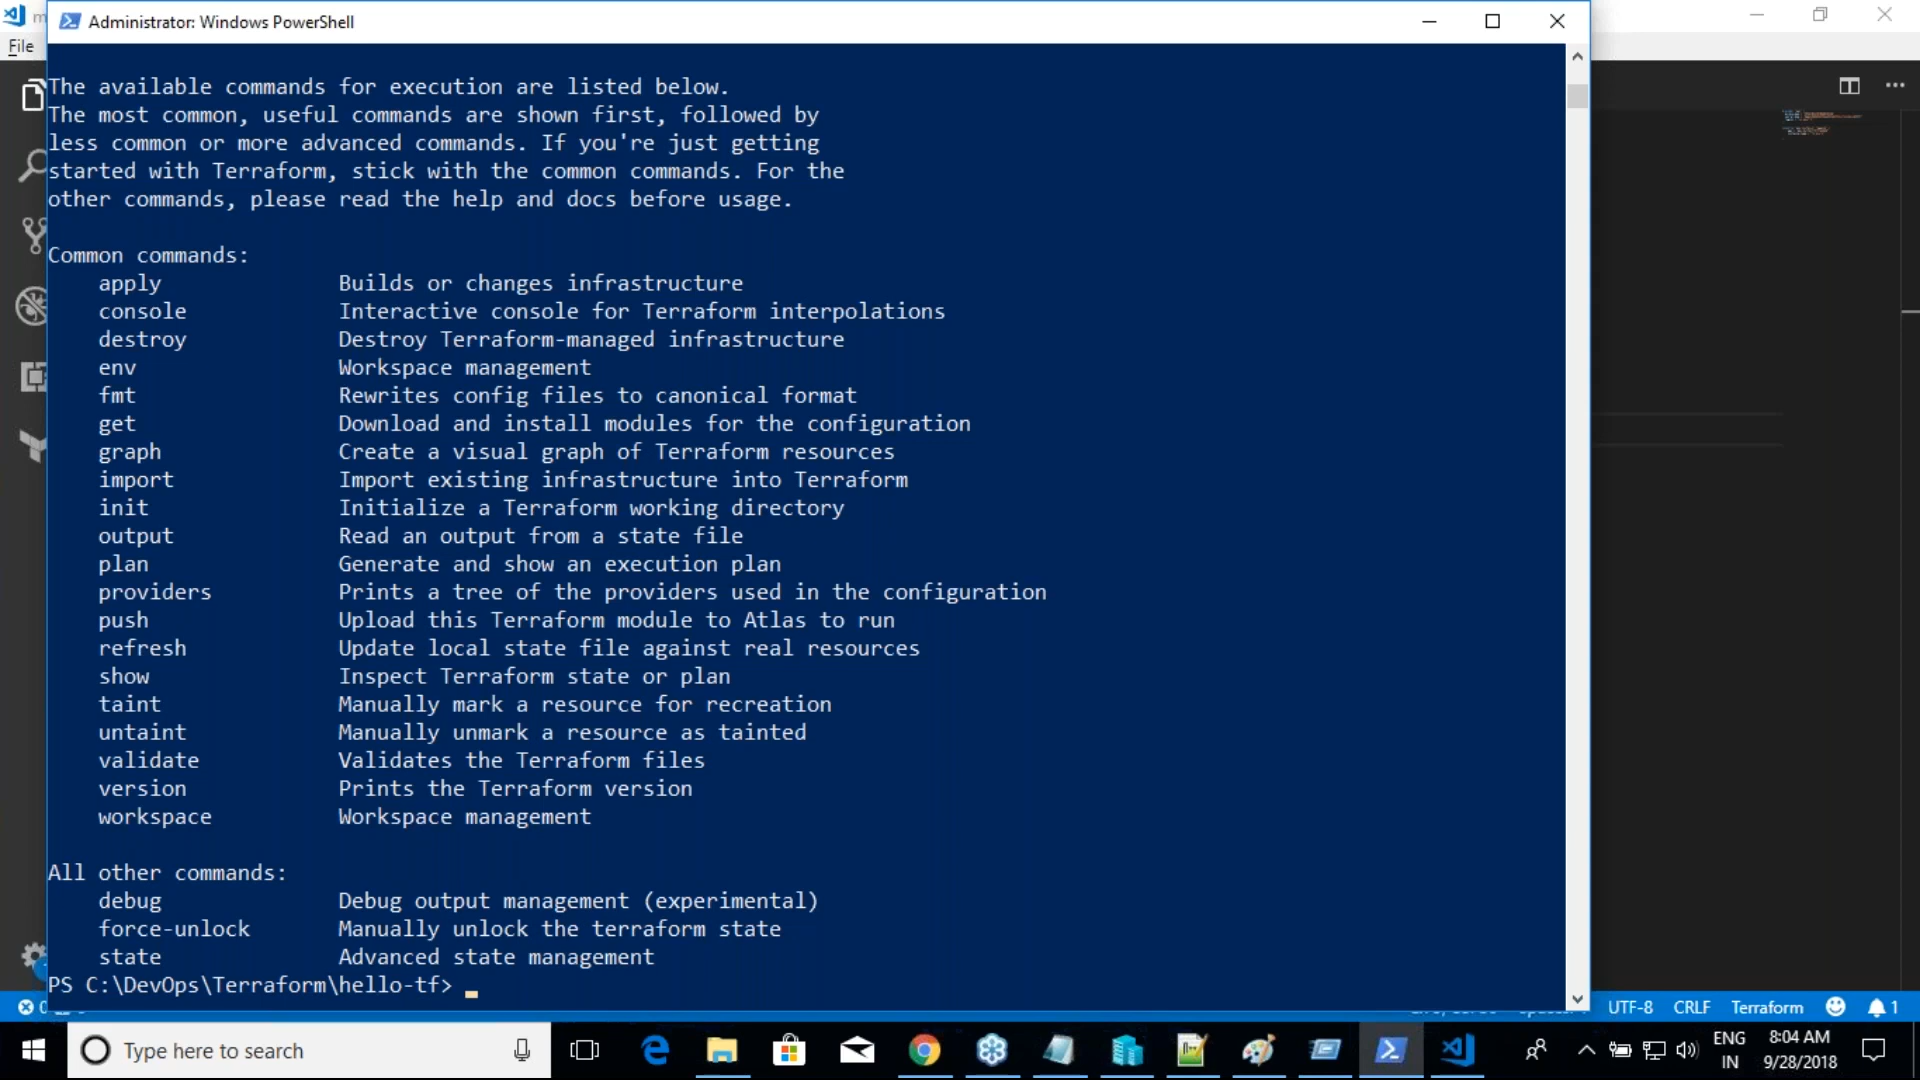 Administrator: Windows PowerShell
File
The available commands for execution are listed below.
The most common, useful commands are shown first, followed by
less common or more advanced commands. If you're just getting
started with Terraform, stick with the common commands. For the
other commands, please read the help and docs before usage.
Common commands:
apply Builds or changes infrastructure
console Interactive console for Terraform interpolations
destroy Destroy Terraform-managed infrastructure
env Workspace management
fmt Rewrites config files to canonical format
get Download and install modules for the configuration
graph Create a visual graph of Terraform resources
import Import existing infrastructure into Terraform
init Initialize a Terraform working directory
output Read an output from a state file
plan Generate and show an execution plan
providers Prints a tree of the providers used in the configuration
push Upload this Terraform module to Atlas to run
refresh Update local state file against real resources
show Inspect Terraform state or plan
taint Manually mark a resource for recreation
untaint Manually unmark a resource as tainted
validate Validates the Terraform files
version Prints the Terraform version
workspace Workspace management
All other commands:
debug Debug output management (experimental)
force-unlock Manually unlock the terraform state
state Advanced state management
PS C:\DevOps\Terraform\hello-tf>
UTF-8 CRLF Terraform 1
Type here to search
ENG 8:04 AM
IN 9/28/2018